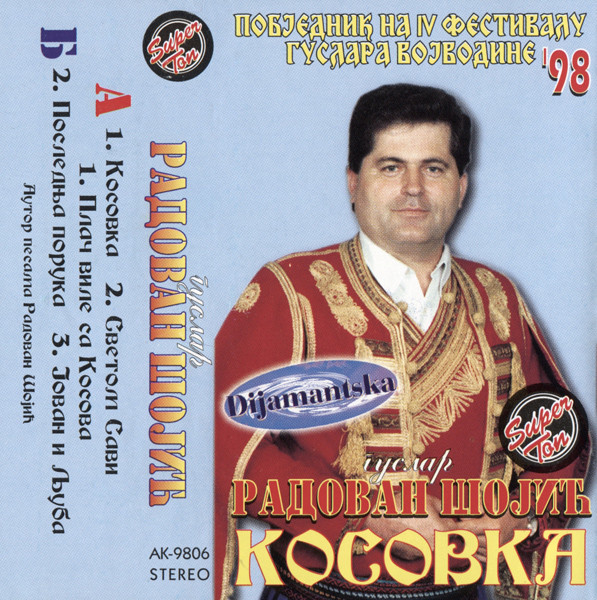 Super
Ton
А
1. Косовка 2. Светом Сави
Б
1. Плач виле са Косова
2. Последња порука 3. Јован и Љуба
Аутор песама Радован Шојић
гуслар
РАДОВАН ШОЈИЋ
AK-9806
STEREO
ПОБЈЕДНИК НА IV ФЕСТИВАЛУ
ГУСЛАРА ВОЈВОДИНЕ '98
Dijamantska
Super
Ton
гуслар
РАДОВАН ШОЈИЋ
КОСОВКА